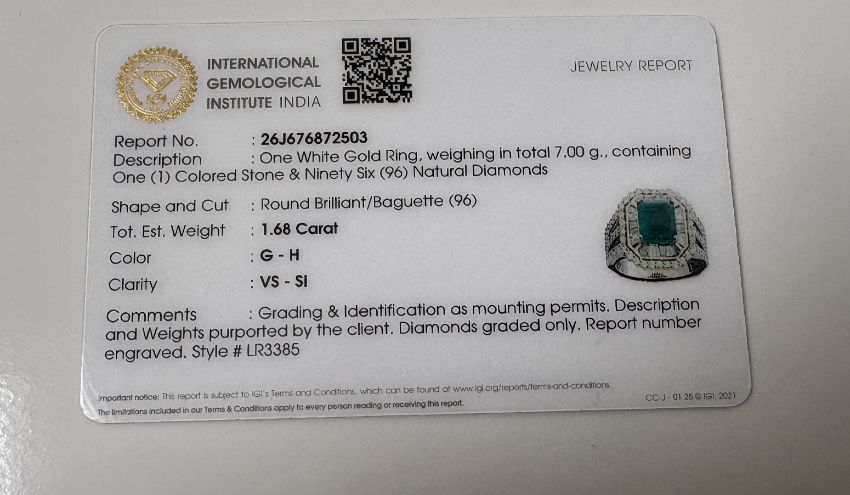 INTERNATIONAL
GEMOLOGICAL
INSTITUTE INDIA
JEWELRY REPORT
Report No. : 26J676872503
Description : One White Gold Ring, weighing in total 7.00 g., containing
One (1) Colored Stone & Ninety Six (96) Natural Diamonds
Shape and Cut : Round Brilliant/Baguette (96)
Tot. Est. Weight : 1.68 Carat
Color : G - H
Clarity : VS - SI
Comments : Grading & Identification as mounting permits. Description
and Weights purported by the client. Diamonds graded only. Report number
engraved. Style # LR3385
Important notice: This report is subject to IGI's Terms and Conditions, which can be found at www.igi.org/reports/terms-and-conditions.
The limitations included in our Terms & Conditions apply to every person reading or receiving this report.
CC-J - 01.25 © IGI, 2021